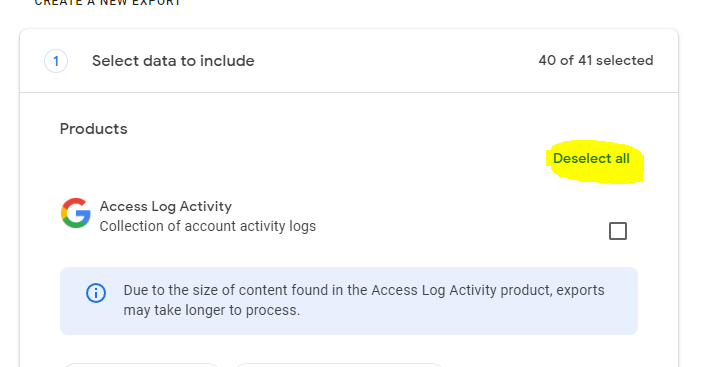 CREATE A NEW EXPORT
1 Select data to include 40 of 41 selected
Products
Deselect all
Access Log Activity
Collection of account activity logs
Due to the size of content found in the Access Log Activity product, exports
may take longer to process.